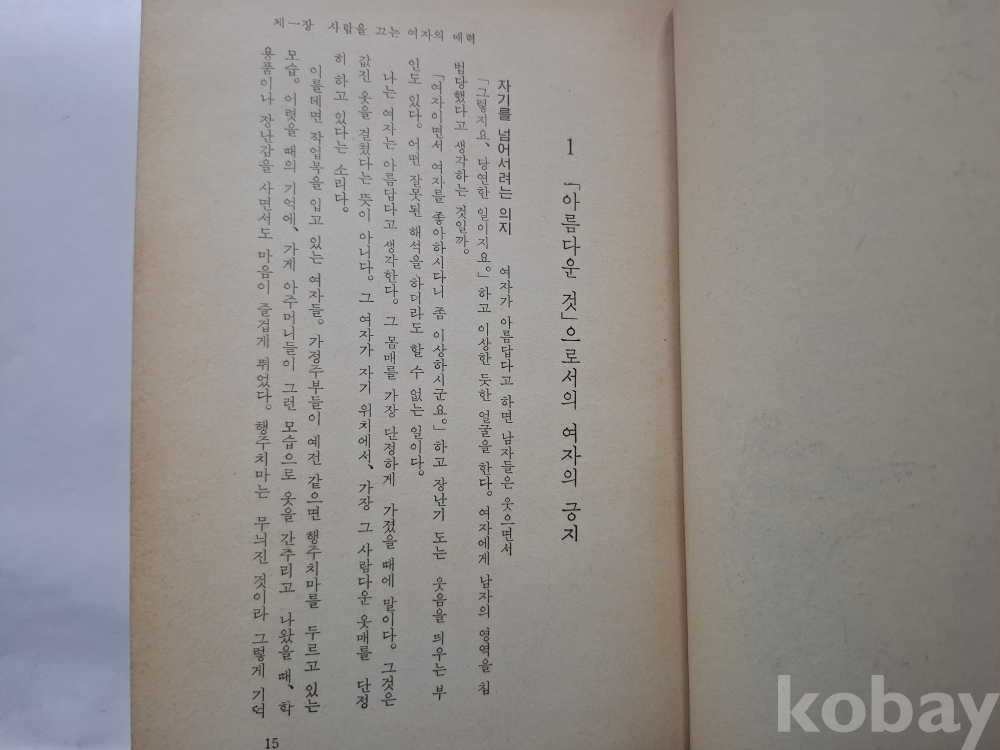 제一장 사람을 끄는 여자의 매력
1 「아름다운 것」으로서의 여자의 긍지
자기를 넘어서려는 의지 여자가 아름답다고 하면 남자들은 웃으면서
「그렇지요、당연한 일이지요。」하고 이상한 듯한 얼굴을 한다。여자에게 남자의 영역을 침
범당했다고 생각하는 것일까。
「여자이면서 여자를 좋아하시다니 좀 이상하시군요。」하고 장난기 도는 웃음을 띄우는 부
인도 있다。어떤 잘못된 해석을 하더라도 할 수 없는 일이다。
나는 여자는 아름답다고 생각한다。그 몸매를 가장 단정하게 가졌을 때에 말이다。그것은
값진 옷을 걸쳤다는 뜻이 아니다。그 여자가 자기 위치에서、가장 그 사람다운 옷매를 단정
히 하고 있다는 소리다。
이를테면 작업복을 입고 있는 여자들。가정주부들이 예전 같으면 행주치마를 두르고 있는
모습。어렷을 때의 기억에、가게 아주머니들이 그런 모습으로 옷을 간추리고 나왔을 때、학
용품이나 장난감을 사면서도 마음이 즐겁게 뛰었다。행주치마는 무늬진 것이라 그렇게 기억
15
kobay